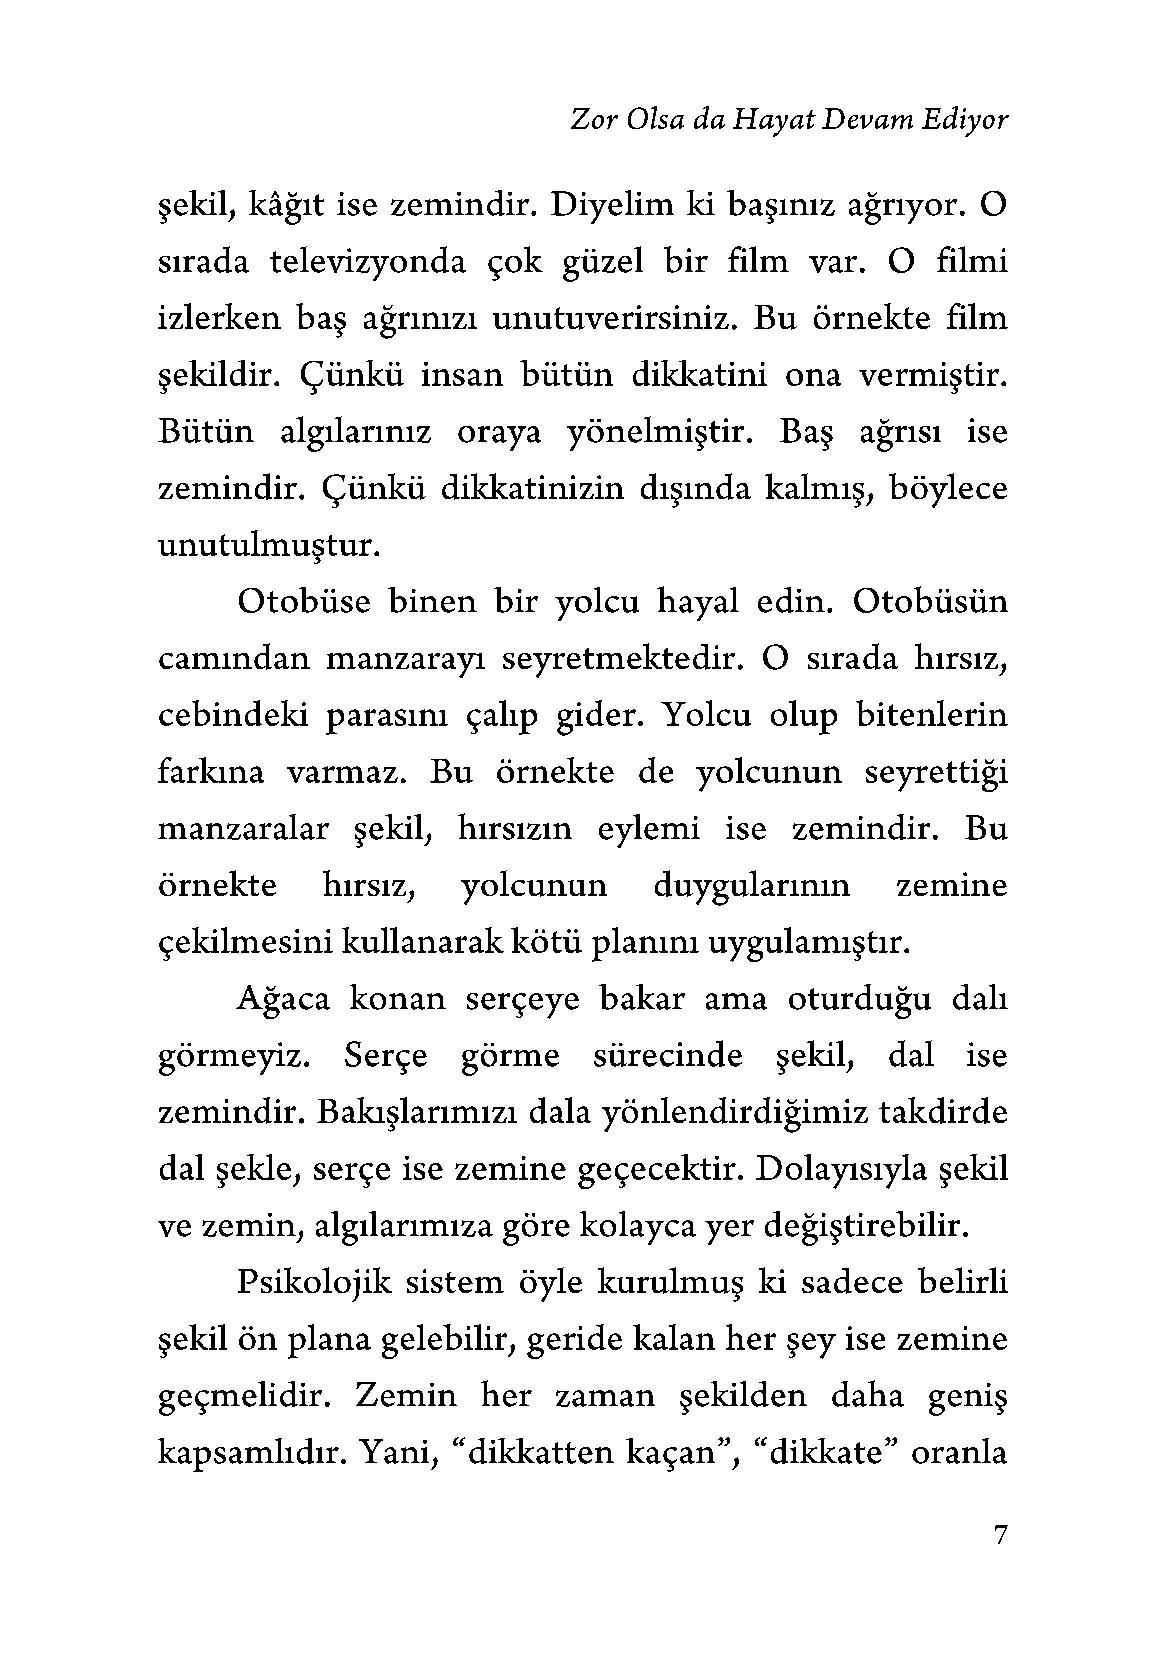 Zor Olsa da Hayat Devam Ediyor
şekil, kâğıt ise zemindir. Diyelim ki başınız ağrıyor. O
sırada televizyonda çok güzel bir film var. O filmi
izlerken baş ağrınızı unutuverirsiniz. Bu örnekte film
şekildir. Çünkü insan bütün dikkatini ona vermiştir.
Bütün algılarınız oraya yönelmiştir. Baş ağrısı ise
zemindir. Çünkü dikkatinizin dışında kalmış, böylece
unutulmuştur.
Otobüse binen bir yolcu hayal edin. Otobüsün
camından manzarayı seyretmektedir. O sırada hırsız,
cebindeki parasını çalıp gider. Yolcu olup bitenlerin
farkına varmaz. Bu örnekte de yolcunun seyrettiği
manzaralar şekil, hırsızın eylemi ise zemindir. Bu
örnekte hırsız, yolcunun duygularının zemine
çekilmesini kullanarak kötü planını uygulamıştır.
Ağaca konan serçeye bakar ama oturduğu dalı
görmeyiz. Serçe görme sürecinde şekil, dal ise
zemindir. Bakışlarımızı dala yönlendirdiğimiz takdirde
dal şekle, serçe ise zemine geçecektir. Dolayısıyla şekil
ve zemin, algılarımıza göre kolayca yer değiştirebilir.
Psikolojik sistem öyle kurulmuş ki sadece belirli
şekil ön plana gelebilir, geride kalan her şey ise zemine
geçmelidir. Zemin her zaman şekilden daha geniş
kapsamlıdır. Yani, “dikkatten kaçan”, “dikkate” oranla
7